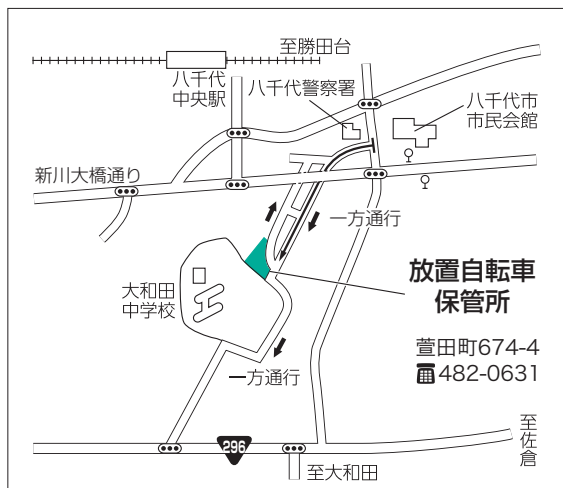 至勝田台
八千代
中央駅
八千代警察署
八千代市
市民会館
新川大橋通り
一方通行
放置自転車
保管所
大和田
中学校
萱田町674-4
482-0631
一方通行
296
至大和田
至佐倉